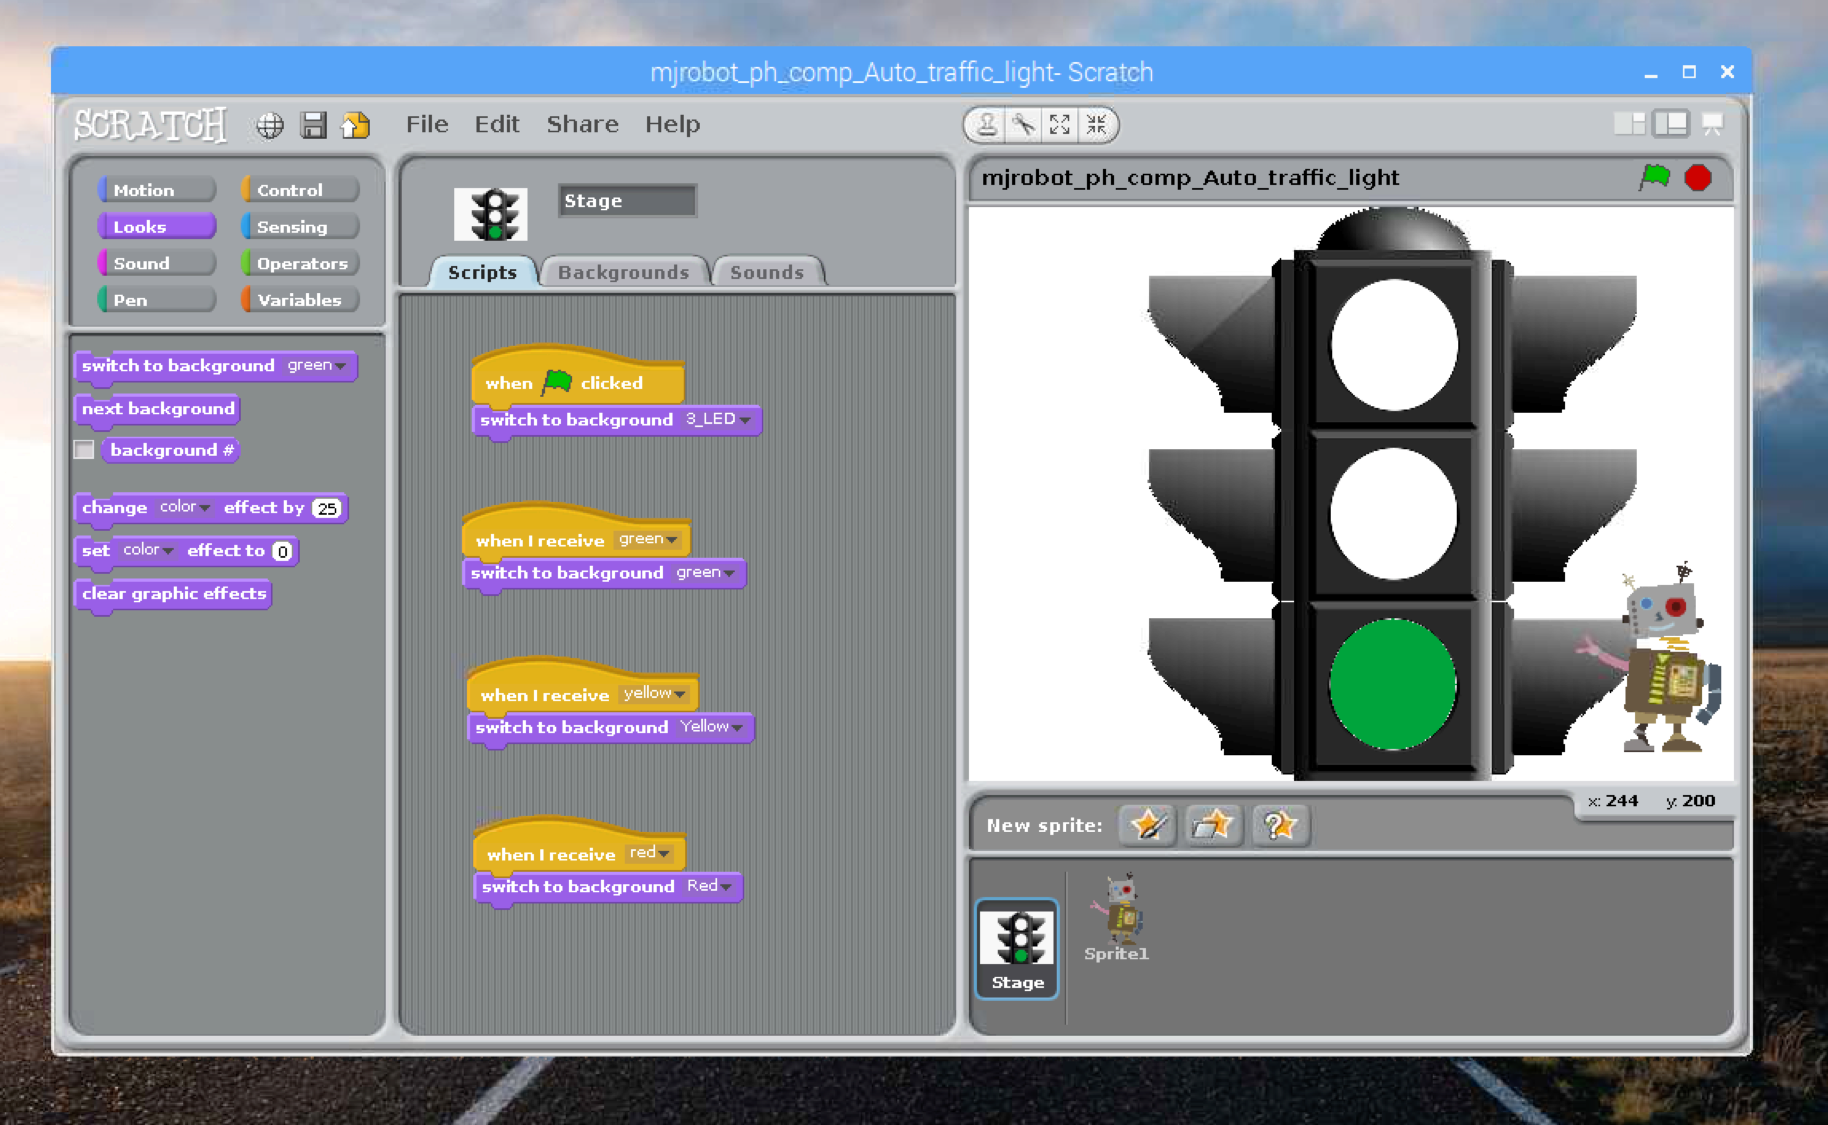 mjrobot_ph_comp_Auto_traffic_light- Scratch
SCRATCH File Edit Share Help
Motion Control
Looks Sensing
Sound Operators
Pen Variables
switch to background green
next background
background #
change color effect by 25
set color effect to 0
clear graphic effects
Stage
Scripts Backgrounds Sounds
when clicked
switch to background 3_LED
when I receive green
switch to background green
when I receive yellow
switch to background Yellow
when I receive red
switch to background Red
mjrobot_ph_comp_Auto_traffic_light
x: 244 y: 200
New sprite:
Sprite1
Stage